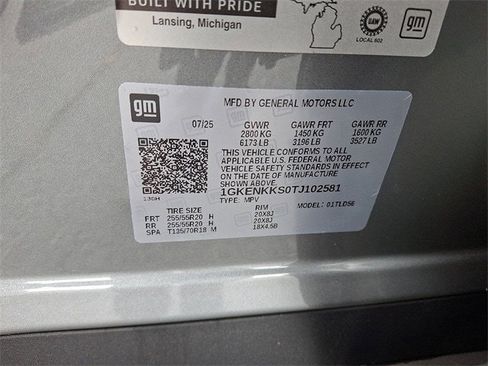 BUILT WITH PRIDE
Lansing, Michigan
UAW
LOCAL 602
gm
gm
MFD BY GENERAL MOTORS LLC
07/25 GVWR GAWR FRT GAWR RR
2800 KG 1450 KG 1600 KG
6173 LB 3196 LB 3527 LB
THIS VEHICLE CONFORMS TO ALL
APPLICABLE U.S. FEDERAL MOTOR
VEHICLE SAFETY STANDARDS IN EFFECT
ON THE DATE OF MANUFACTURE
SHOWN ABOVE.
1GKENKKS0TJ102581
TYPE: MPV MODEL: 01TLD56
TIRE SIZE RIM
FRT 255/55R20 H 20X8J
RR 255/55R20 H 20X8J
SPA T135/70R18 M 18X4.5B